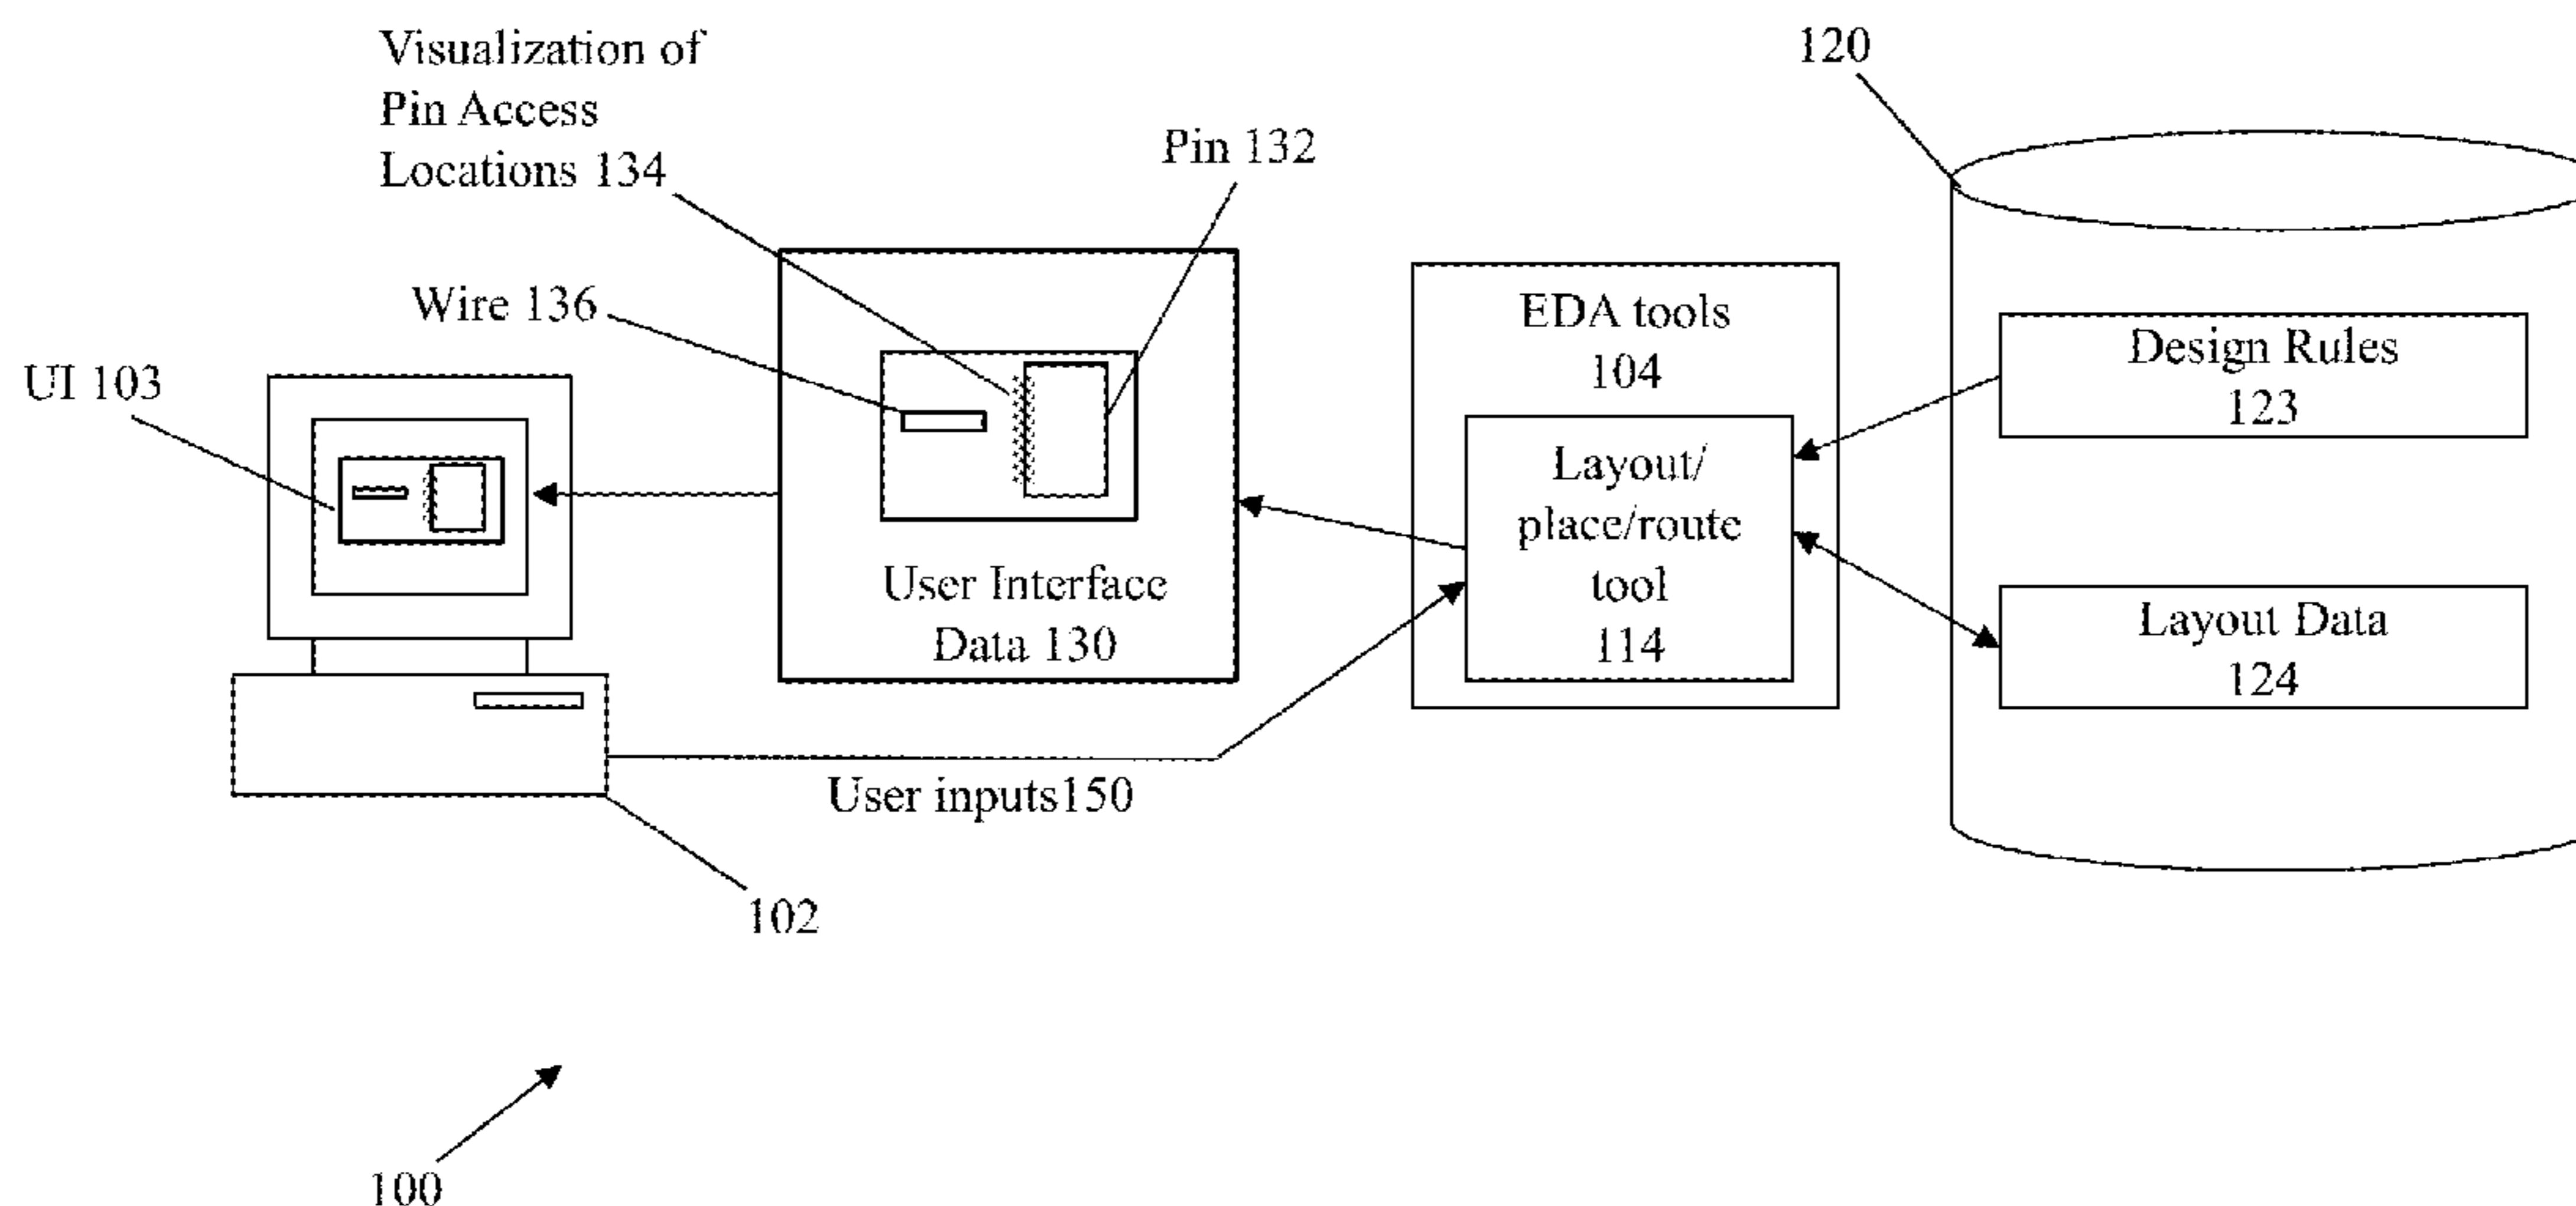 Visualization of
Pin Access
Locations 134
120
Pin 132
Wire 136
UI 103
EDA tools
104
Layout/
place/route
tool
114
Design Rules
123
Layout Data
124
User Interface
Data 130
User inputs150
102
100